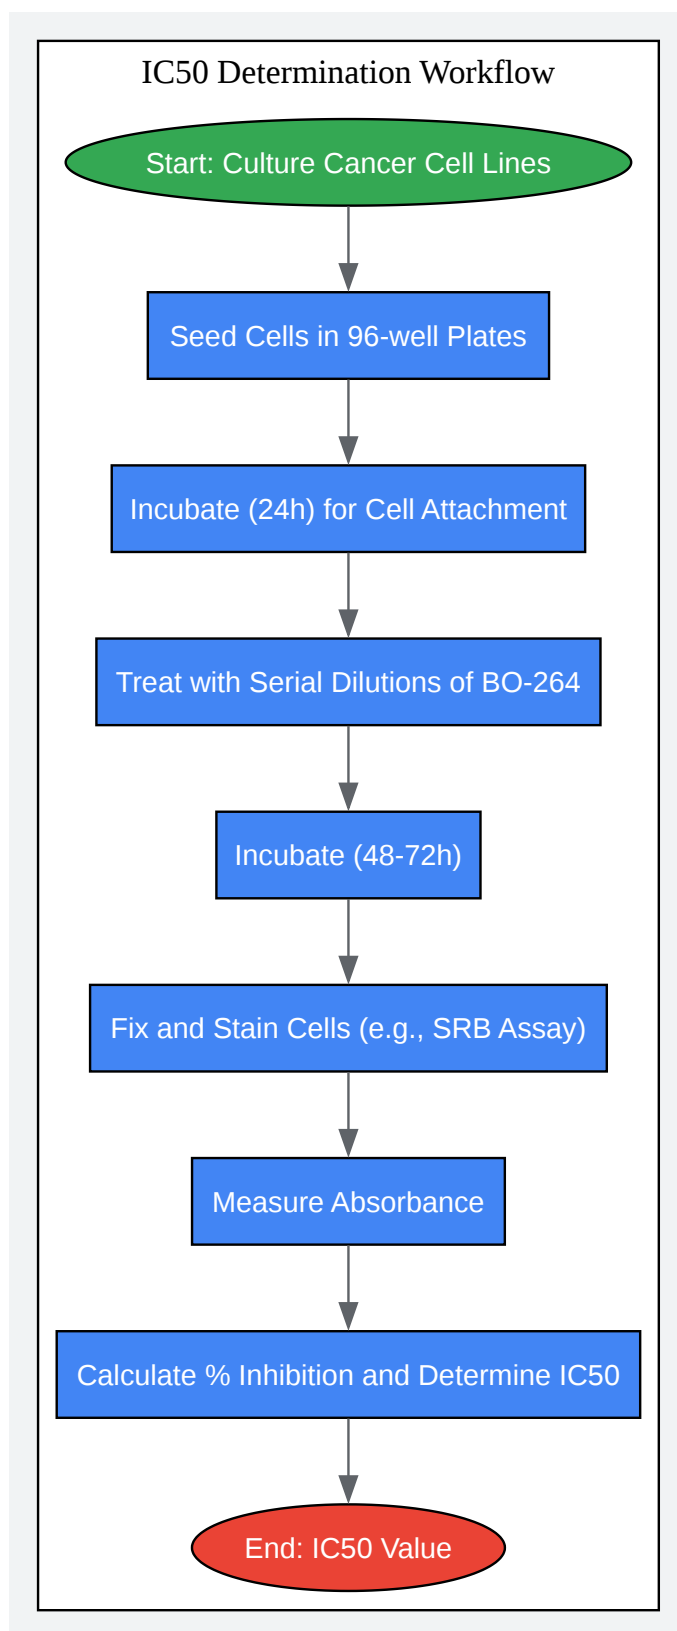 IC50 Determination Workflow
Start: Culture Cancer Cell Lines
Seed Cells in 96-well Plates
Incubate (24h) for Cell Attachment
Treat with Serial Dilutions of BO-264
Incubate (48-72h)
Fix and Stain Cells (e.g., SRB Assay)
Measure Absorbance
Calculate % Inhibition and Determine IC50
End: IC50 Value